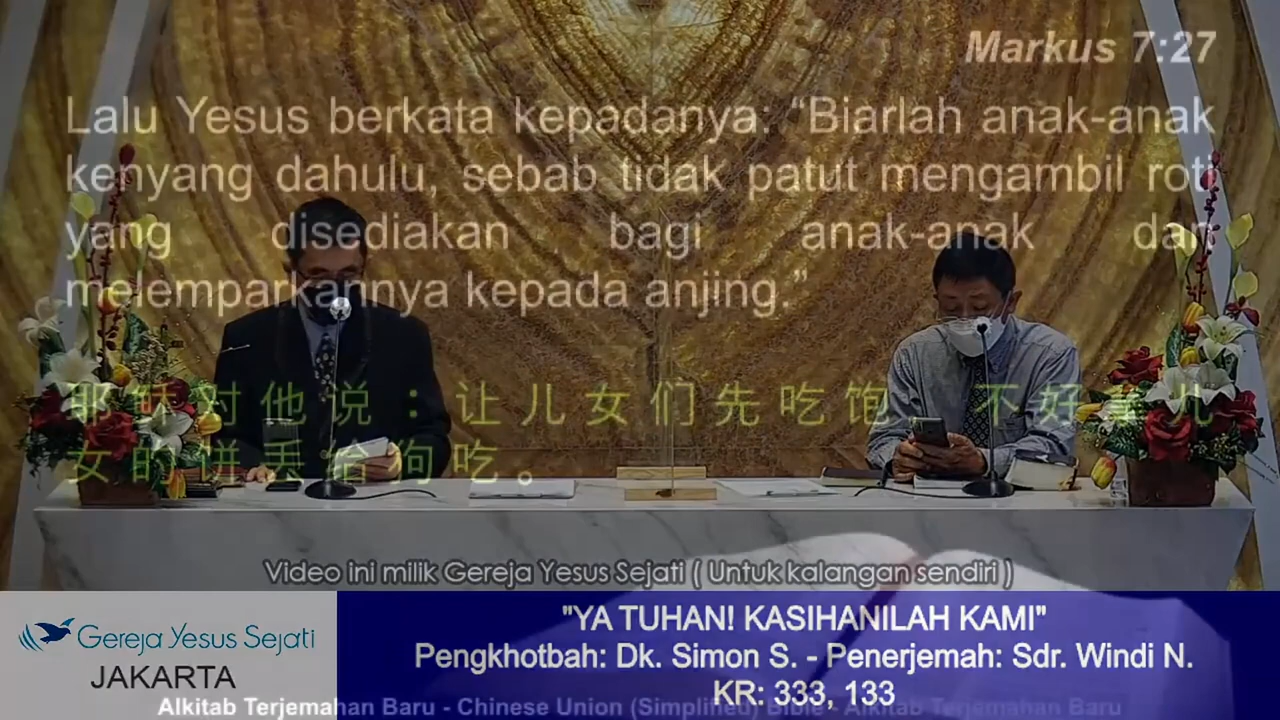 Markus 7:27
Lalu Yesus berkata kepadanya: “Biarlah anak-anak
kenyang dahulu, sebab tidak patut mengambil roti
yang disediakan bagi anak-anak dan
melemparkannya kepada anjing.”
耶稣对他说：让儿女们先吃饱，不好拿儿
女的饼丢给狗吃。
Video ini milik Gereja Yesus Sejati ( Untuk kalangan sendiri )
Gereja Yesus Sejati
JAKARTA
"YA TUHAN! KASIHANILAH KAMI"
Pengkhotbah: Dk. Simon S. - Penerjemah: Sdr. Windi N.
KR: 333, 133
Alkitab Terjemahan Baru - Chinese Union (Simplified) Bible - Alkitab Terjemahan Baru